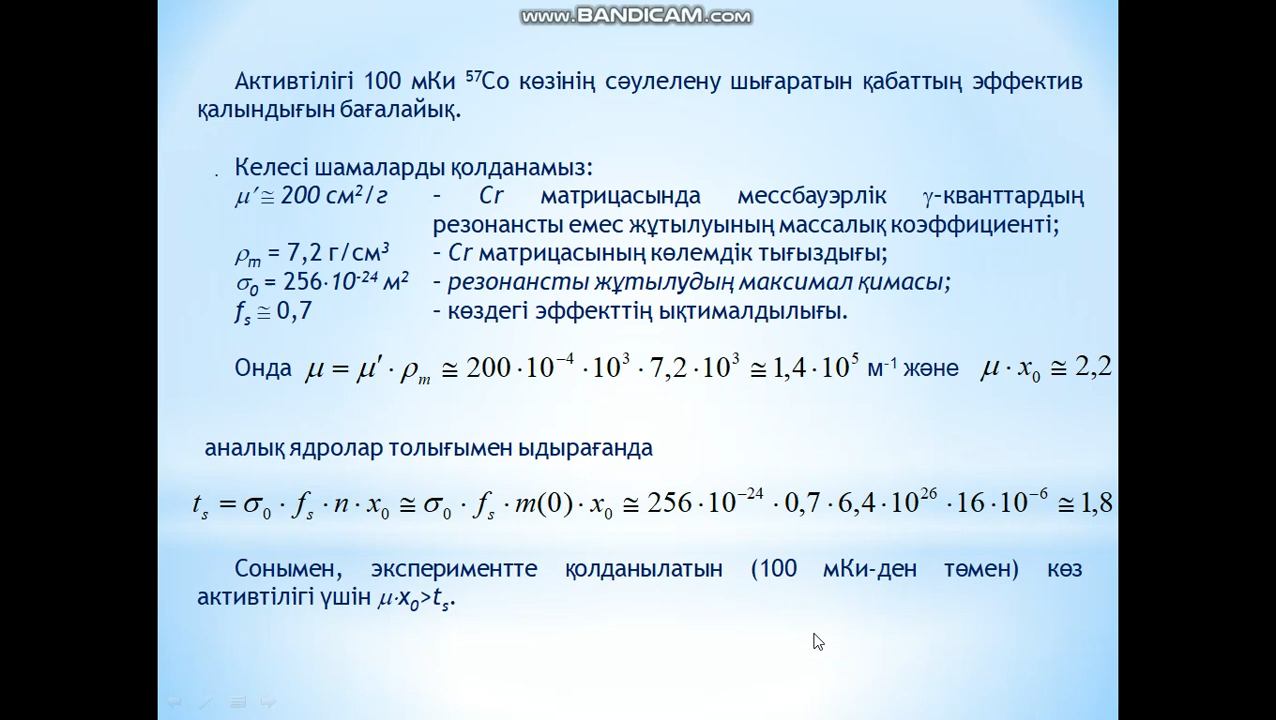 www.BANDICAM.com
Активтілігі 100 мКи ⁵⁷Co көзінің сәулелену шығаратын қабаттың эффектив
қалындығын бағалайық.
. Келесі шамаларды қолданамыз:
μ′≅ 200 см²/г – Cr матрицасында мессбауэрлік γ-кванттардың
резонансты емес жұтылуының массалық коэффициенті;
ρₘ = 7,2 г/см³ – Cr матрицасының көлемдік тығыздығы;
σ₀ = 256·10⁻²⁴ м² – резонансты жұтылудың максимал қимасы;
fₛ ≅ 0,7 – көздегі эффекттің ықтималдылығы.
Онда μ = μ′ · ρₘ ≅ 200 · 10⁻⁴ · 10³ · 7,2 · 10³ ≅ 1,4 · 10⁵ м⁻¹ және μ · x₀ ≅ 2,2
аналық ядролар толығымен ыдырағанда
tₛ = σ₀ · fₛ · n · x₀ ≅ σ₀ · fₛ · m(0) · x₀ ≅ 256 · 10⁻²⁴ · 0,7 · 6,4 · 10²⁶ · 16 · 10⁻⁶ ≅ 1,8
Сонымен, экспериментте қолданылатын (100 мКи-ден төмен) көз
активтілігі үшін μ·x₀>tₛ.